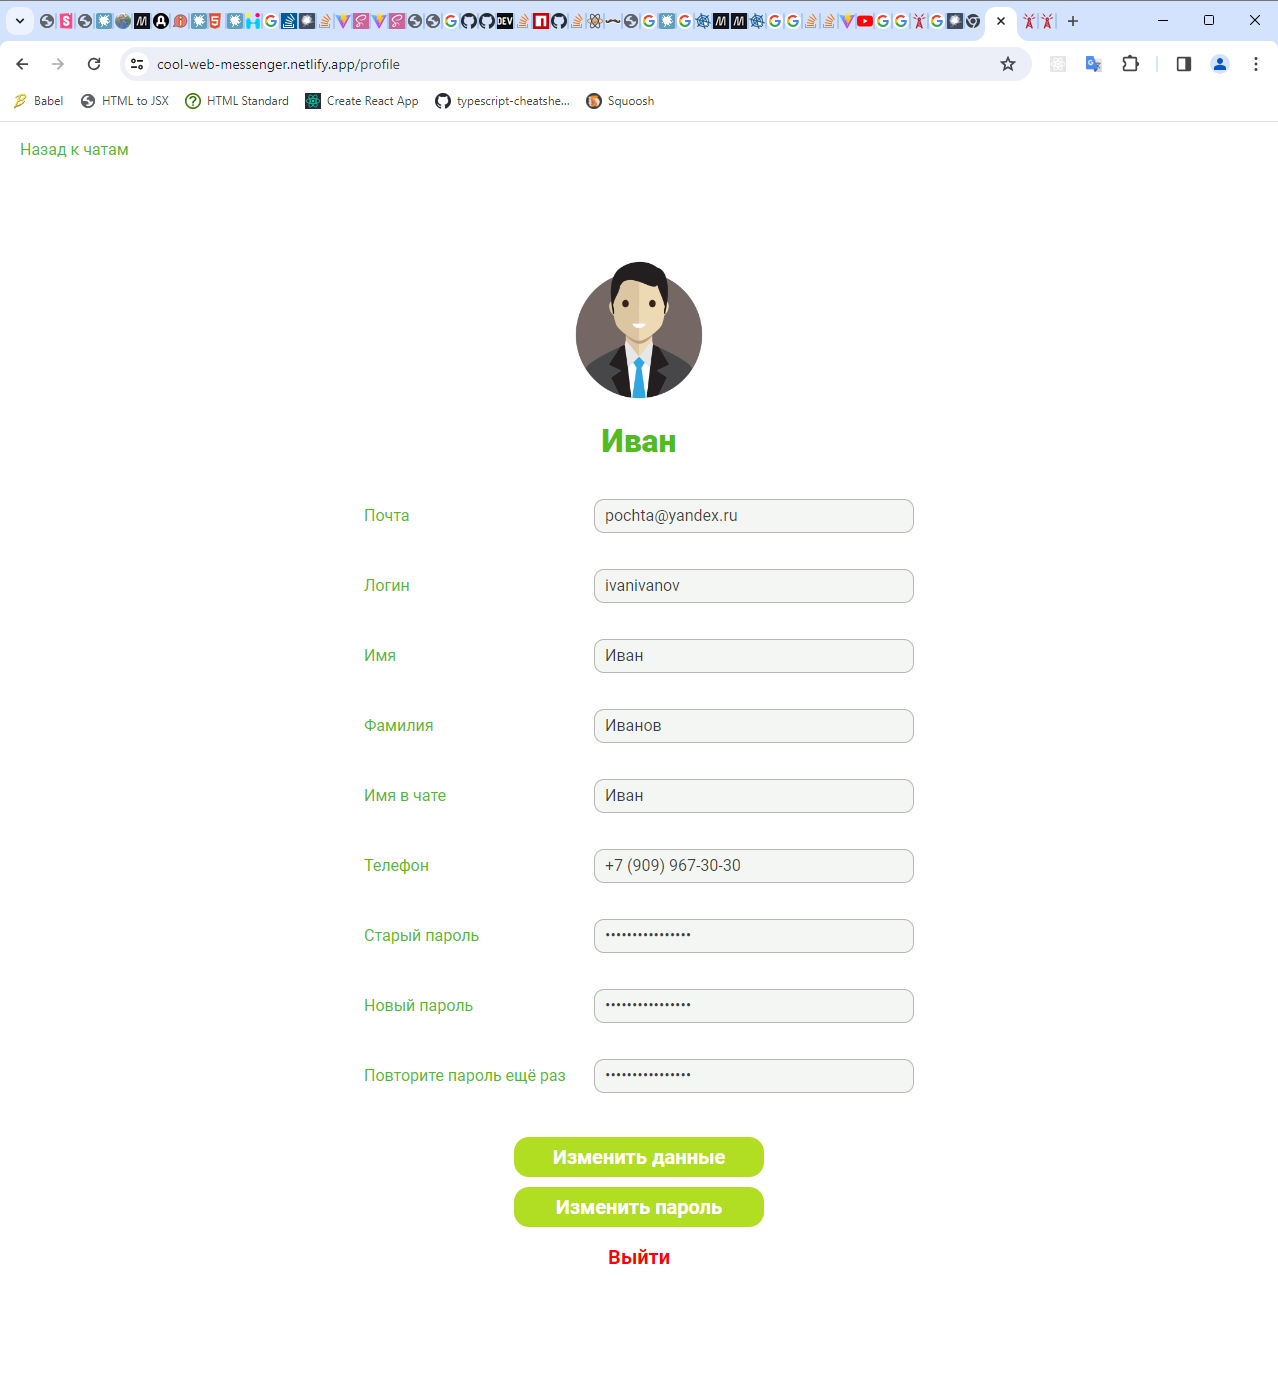 cool-web-messenger.netlify.app/profile
Babel
HTML to JSX
HTML Standard
Create React App
typescript-cheatshe...
Squoosh
Назад к чатам
Иван
Почта
pochta@yandex.ru
Логин
ivanivanov
Имя
Иван
Фамилия
Иванов
Имя в чате
Иван
Телефон
+7 (909) 967-30-30
Старый пароль
••••••••••••••••
Новый пароль
••••••••••••••••
Повторите пароль ещё раз
••••••••••••••••
Изменить данные
Изменить пароль
Выйти